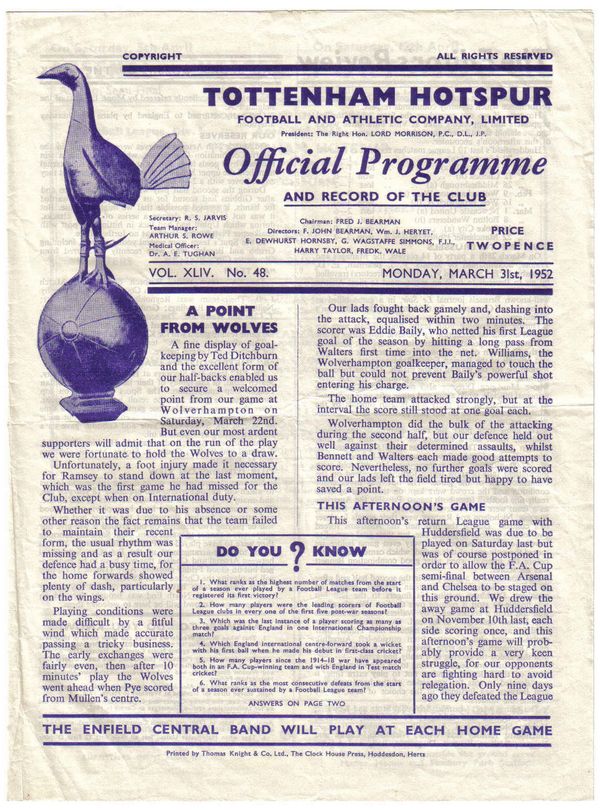 COPYRIGHT ALL RIGHTS RESERVED
TOTTENHAM HOTSPUR
FOOTBALL AND ATHLETIC COMPANY, LIMITED
President: The Right Hon. LORD MORRISON, P.C., D.L., J.P.
Official Programme
AND RECORD OF THE CLUB
Secretary: R. S. JARVIS
Team Manager:
ARTHUR S. ROWE
Medical Officer:
Dr. A. E. TUGHAN
Chairman: FRED J. BEARMAN
Directors: F. JOHN BEARMAN, Wm. J. HERYET,
E. DEWHURST HORNSBY, G. WAGSTAFFE SIMMONS, F.J.I.,
HARRY TAYLOR, FREDK. WALE
PRICE
TWOPENCE
VOL. XLIV. No. 48. MONDAY, MARCH 31st, 1952
A POINT
FROM WOLVES
A fine display of goal-
keeping by Ted Ditchburn
and the excellent form of
our half-backs enabled us
to secure a welcomed
point from our game at
Wolverhampton on
Saturday, March 22nd.
But even our most ardent
supporters will admit that on the run of the play
we were fortunate to hold the Wolves to a draw.
Unfortunately, a foot injury made it necessary
for Ramsey to stand down at the last moment,
which was the first game he had missed for the
Club, except when on International duty.
Whether it was due to his absence or some
other reason the fact remains that the team failed
to maintain their recent
form, the usual rhythm was
missing and as a result our
defence had a busy time, for
the home forwards showed
plenty of dash, particularly
on the wings.
Playing conditions were
made difficult by a fitful
wind which made accurate
passing a tricky business.
The early exchanges were
fairly even, then after 10
minutes' play the Wolves
went ahead when Pye scored
from Mullen's centre.
Our lads fought back gamely and, dashing into
the attack, equalised within two minutes. The
scorer was Eddie Baily, who netted his first League
goal of the season by hitting a long pass from
Walters first time into the net. Williams, the
Wolverhampton goalkeeper, managed to touch the
ball but could not prevent Baily's powerful shot
entering his charge.
The home team attacked strongly, but at the
interval the score still stood at one goal each.
Wolverhampton did the bulk of the attacking
during the second half, but our defence held out
well against their determined assaults, whilst
Bennett and Walters each made good attempts to
score. Nevertheless, no further goals were scored
and our lads left the field tired but happy to have
saved a point.
THIS AFTERNOON'S GAME
This afternoon's return League game with
Huddersfield was due to be
played on Saturday last but
was of course postponed in
order to allow the F.A. Cup
semi-final between Arsenal
and Chelsea to be staged on
this ground. We drew the
away game at Huddersfield
on November 10th last, each
side scoring once, and this
afternoon's game will prob-
ably provide a very keen
struggle, for our opponents
are fighting hard to avoid
relegation. Only nine days
ago they defeated the League
DO YOU ? KNOW
1. What ranks as the highest number of matches from the start
of a season ever played by a Football League team before it
registered its first victory?
2. How many players were the leading scorers of Football
League clubs in every one of the first five post-war seasons?
3. Which was the last instance of a player scoring as many as
three goals against England in one International Championship
match?
4. Which England international centre-forward took a wicket
with his first ball when he made his debut in first-class cricket?
5. How many players since the 1914-18 war have appeared
both in an F.A. Cup-winning team and with England in Test match
cricket?
6. What ranks as the most consecutive defeats from the start
of a season ever sustained by a Football League team?
ANSWERS ON PAGE TWO
THE ENFIELD CENTRAL BAND WILL PLAY AT EACH HOME GAME
Printed by Thomas Knight & Co., Ltd., The Clock House Press, Hoddesdon, Herts